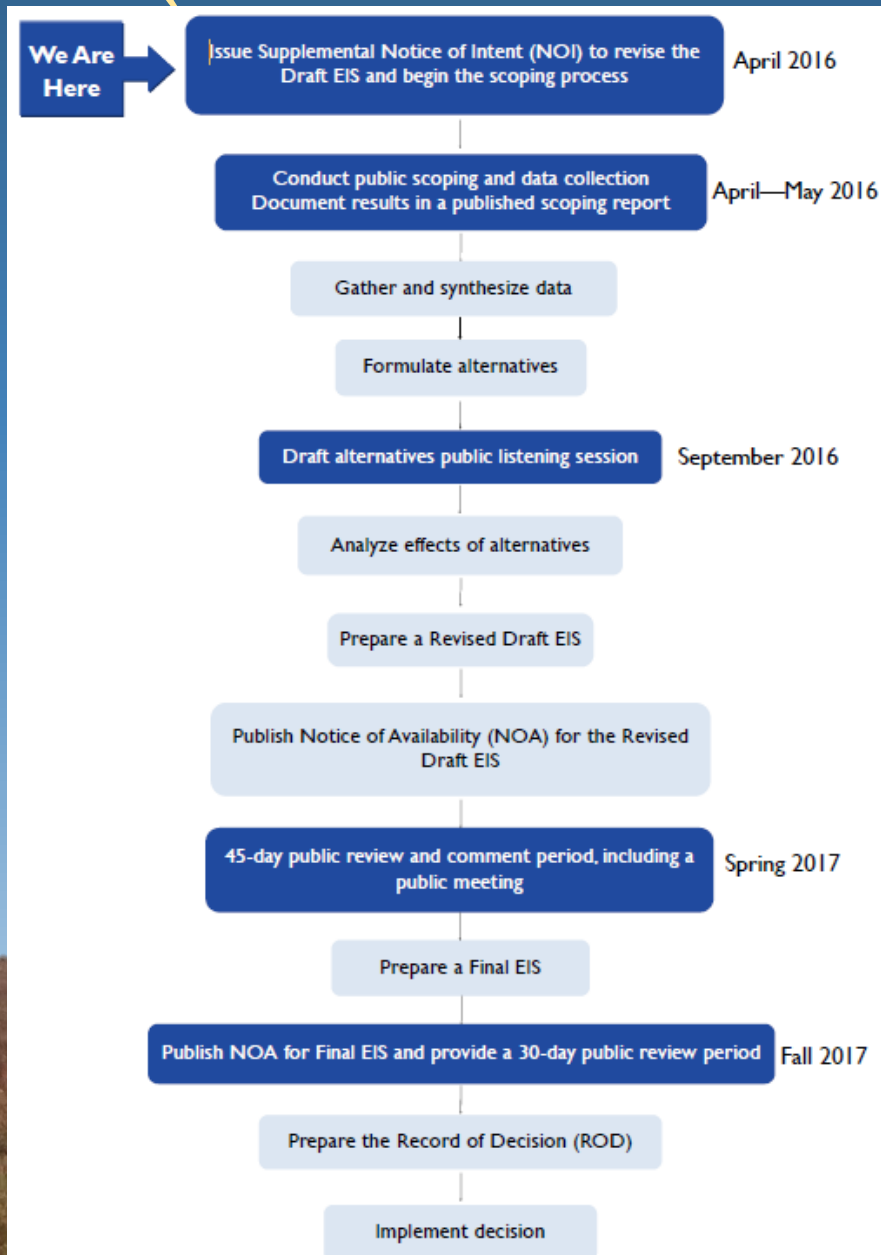 We Are
Here
Issue Supplemental Notice of Intent (NOI) to revise the
Draft EIS and begin the scoping process
April 2016
Conduct public scoping and data collection
Document results in a published scoping report
April—May 2016
Gather and synthesize data
Formulate alternatives
Draft alternatives public listening session
September 2016
Analyze effects of alternatives
Prepare a Revised Draft EIS
Publish Notice of Availability (NOA) for the Revised
Draft EIS
45-day public review and comment period, including a
public meeting
Spring 2017
Prepare a Final EIS
Publish NOA for Final EIS and provide a 30-day public review period
Fall 2017
Prepare the Record of Decision (ROD)
Implement decision